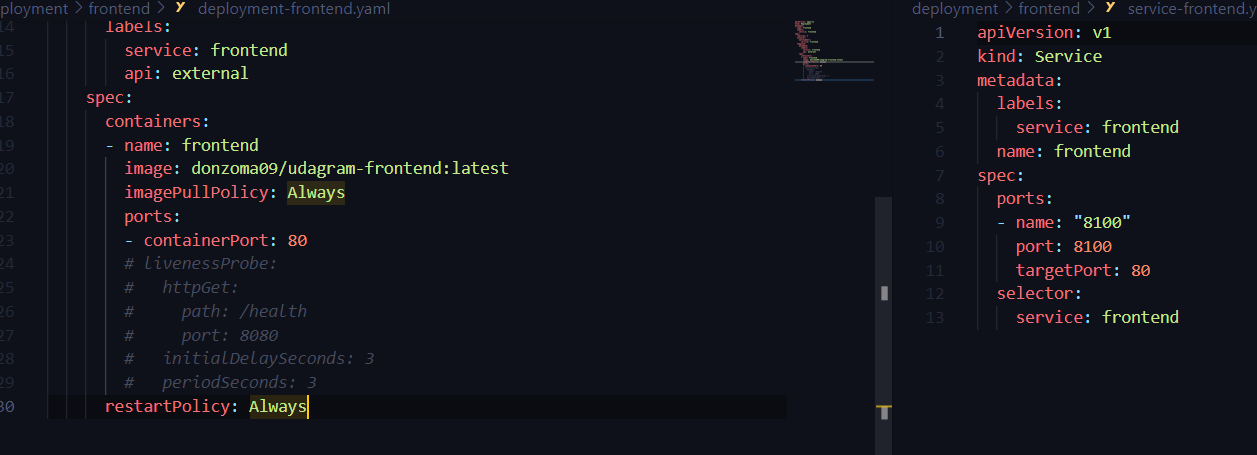 ployment > frontend > deployment-frontend.yaml
14 labels:
15 service: frontend
16 api: external
17 spec:
18 containers:
19 - name: frontend
20 image: donzoma09/udagram-frontend:latest
21 imagePullPolicy: Always
22 ports:
23 - containerPort: 80
24 # livenessProbe:
25 #   httpGet:
26 #     path: /health
27 #     port: 8080
28 #   initialDelaySeconds: 3
29 #   periodSeconds: 3
30 restartPolicy: Always
deployment > frontend > service-frontend.y
1 apiVersion: v1
2 kind: Service
3 metadata:
4 labels:
5 service: frontend
6 name: frontend
7 spec:
8 ports:
9 - name: "8100"
10 port: 8100
11 targetPort: 80
12 selector:
13 service: frontend